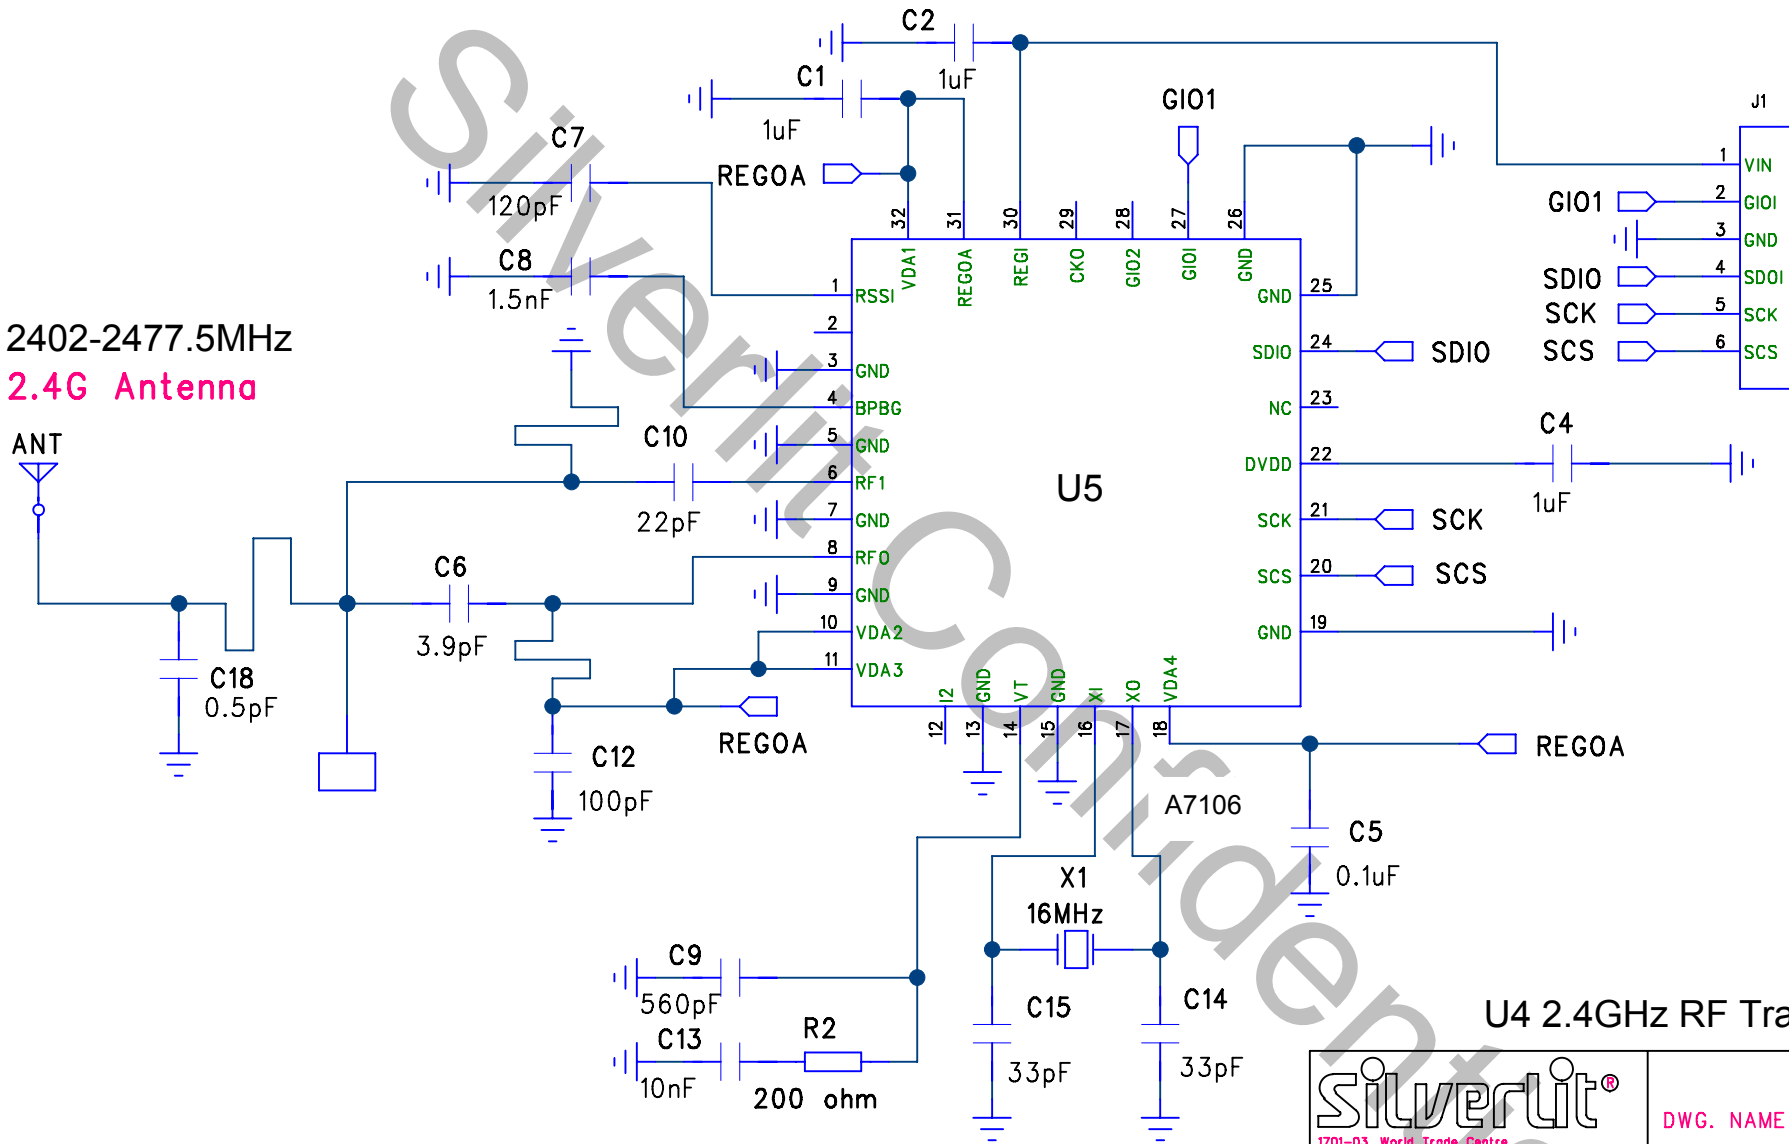 C2
1uF
C1
1uF
GIO1
J1
C7
120pF
REGOA
32
31
30
29
28
27
26
VDA1
REGOA
REGI
CKO
GIO2
GIOI
GND
1 VIN
GIO1 2 GIOI
3 GND
SDIO 4 SDOI
SCK 5 SCK
SCS 6 SCS
C8
1.5nF
1 RSSI
2
3 GND
4 BPBG
5 GND
6 RF1
7 GND
8 RFO
9 GND
10 VDA2
11 VDA3
GND 25
SDIO 24 SDIO
NC 23
DVDD 22
SCK 21 SCK
SCS 20 SCS
GND 19
C4
1uF
U5
2402-2477.5MHz
2.4G Antenna
ANT
C10
22pF
C6
3.9pF
C18
0.5pF
C12
100pF
REGOA
I2
GND
VT
GND
XI
XO
VDA4
12
13
14
15
16
17
18
REGOA
A7106
C5
0.1uF
X1
16MHz
C9
560pF
C13
10nF
R2
200 ohm
C15
33pF
C14
33pF
U4 2.4GHz RF Tra
Silverlit®
1701-03, World Trade Centre
DWG. NAME
Silverlit Confidenti